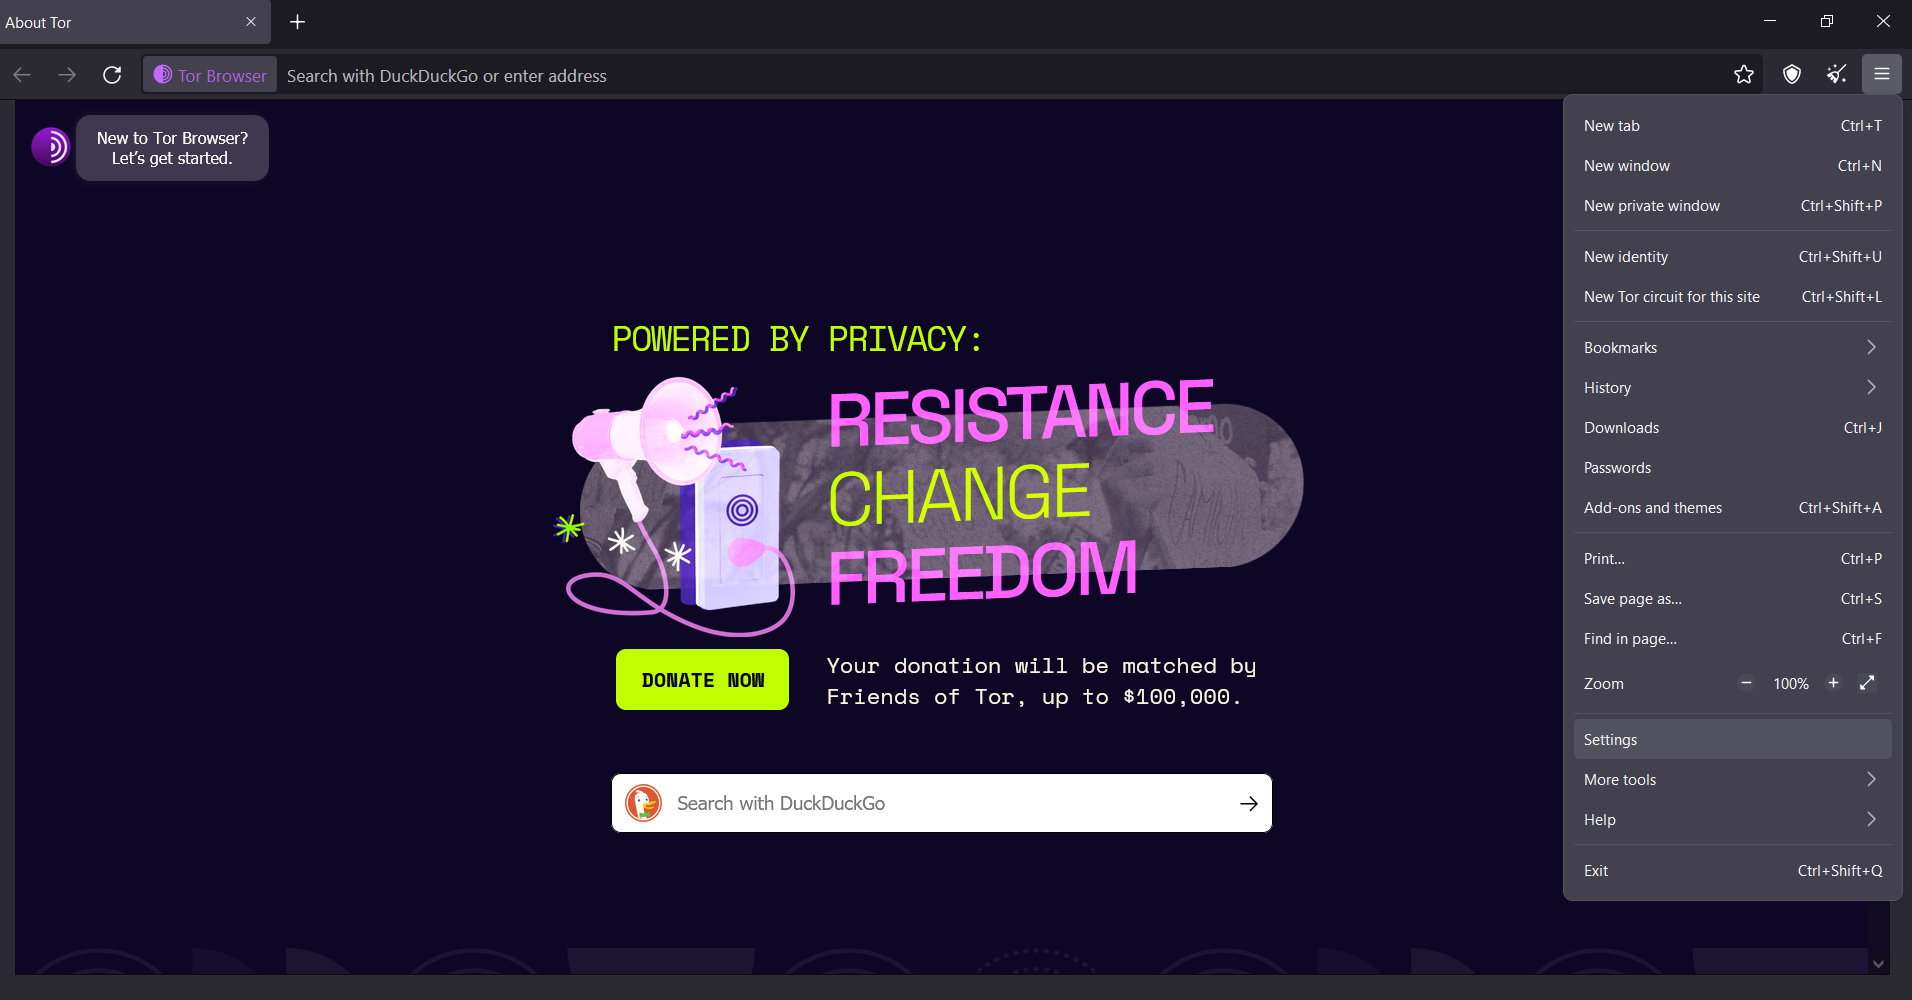 About Tor
Tor Browser
Search with DuckDuckGo or enter address
New to Tor Browser?
Let's get started.
POWERED BY PRIVACY:
RESISTANCE
CHANGE
FREEDOM
DONATE NOW
Your donation will be matched by
Friends of Tor, up to $100,000.
Search with DuckDuckGo
New tab Ctrl+T
New window Ctrl+N
New private window Ctrl+Shift+P
New identity Ctrl+Shift+U
New Tor circuit for this site Ctrl+Shift+L
Bookmarks
History
Downloads Ctrl+J
Passwords
Add-ons and themes Ctrl+Shift+A
Print... Ctrl+P
Save page as... Ctrl+S
Find in page... Ctrl+F
Zoom 100%
Settings
More tools
Help
Exit Ctrl+Shift+Q